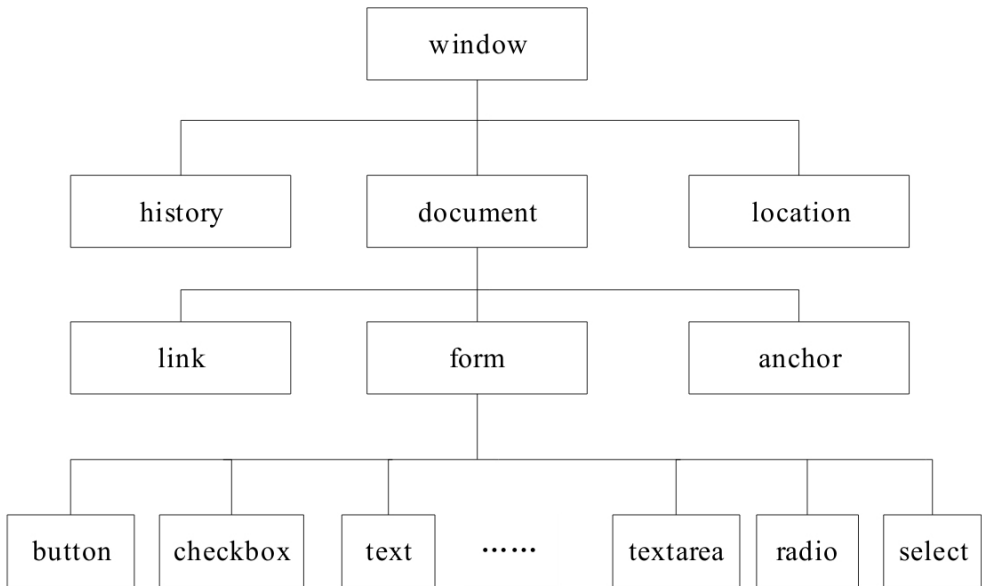 window
history document location
link form anchor
button checkbox text ...... textarea radio select